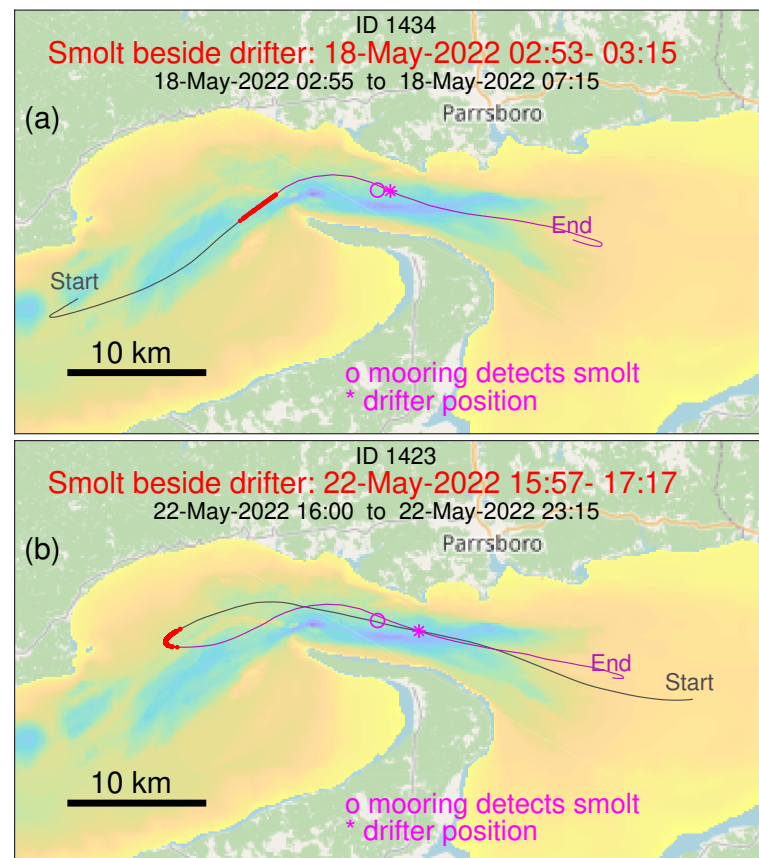 ID 1434
Smolt beside drifter: 18-May-2022 02:53- 03:15
18-May-2022 02:55 to 18-May-2022 07:15
Parrsboro
(a)
End
Start
10 km
o mooring detects smolt
* drifter position
ID 1423
Smolt beside drifter: 22-May-2022 15:57- 17:17
22-May-2022 16:00 to 22-May-2022 23:15
Parrsboro
(b)
End
Start
10 km
o mooring detects smolt
* drifter position